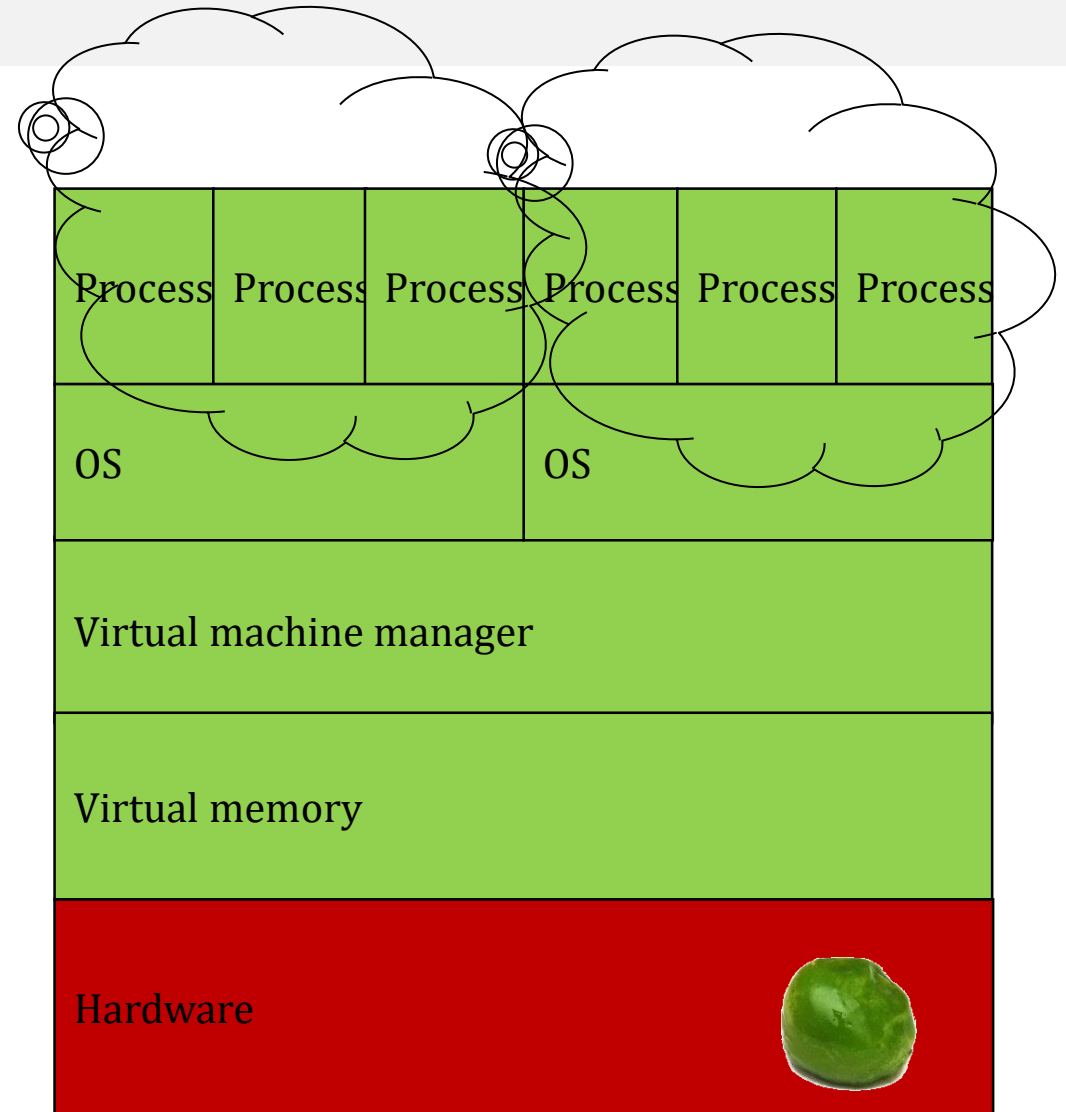 Process Process Process Process Process Process
OS OS
Virtual machine manager
Virtual memory
Hardware